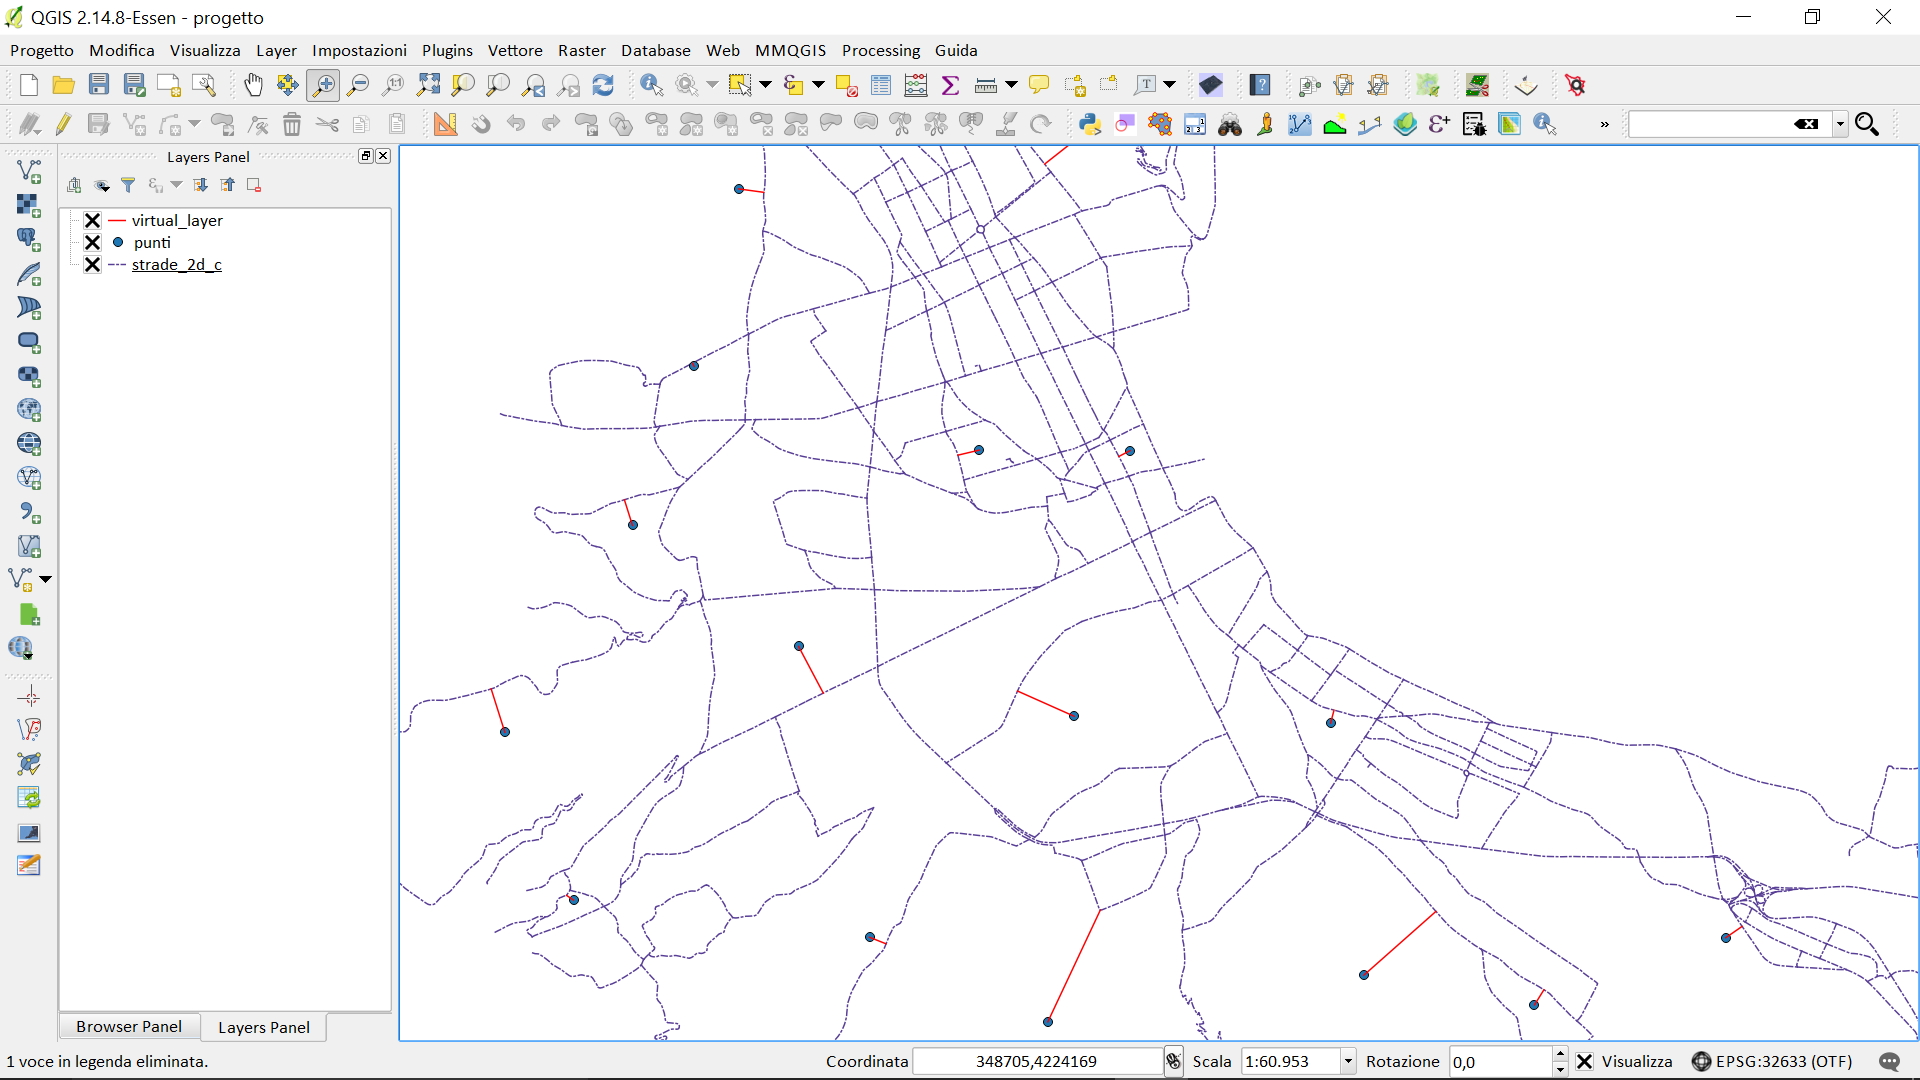 QGIS 2.14.8-Essen - progetto
Progetto Modifica Visualizza Layer Impostazioni Plugins Vettore Raster Database Web MMQGIS Processing Guida
Layers Panel
virtual_layer
punti
strade_2d_c
Browser Panel Layers Panel
1 voce in legenda eliminata. Coordinata 348705,4224169 Scala 1:60.953 Rotazione 0,0 Visualizza EPSG:32633 (OTF)